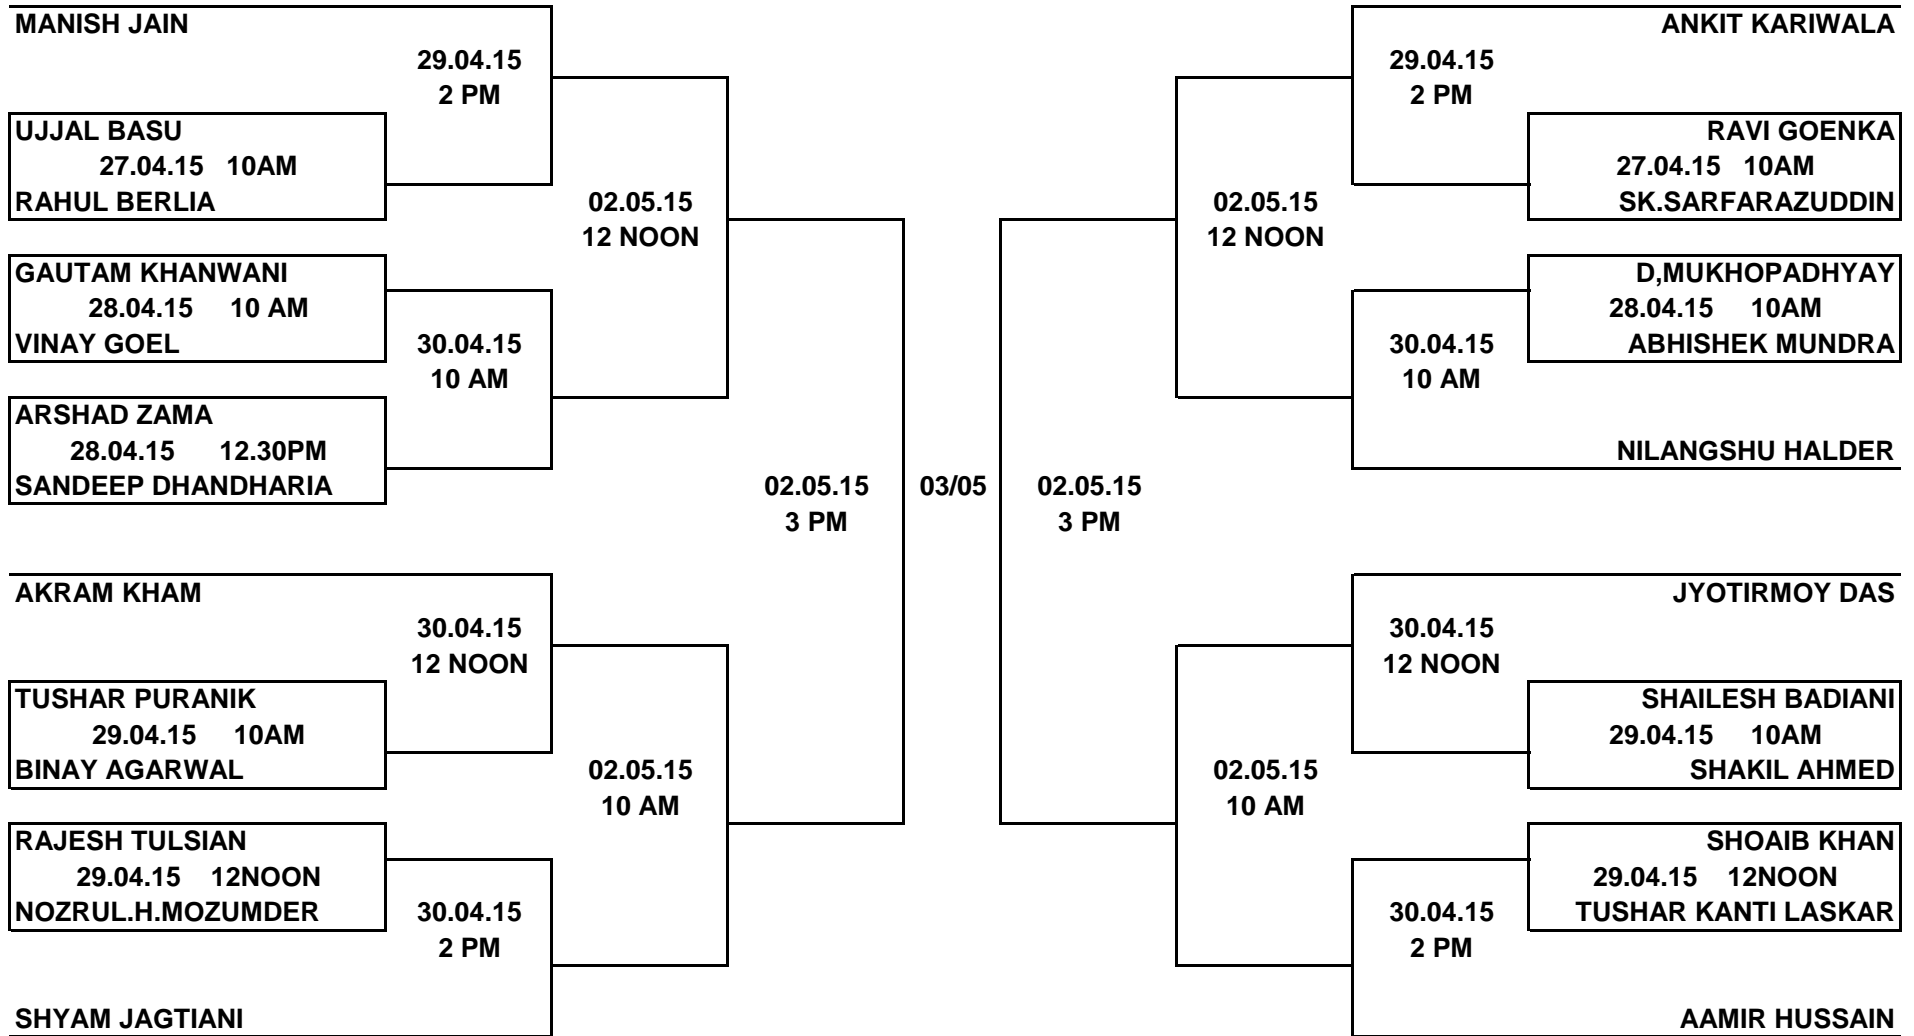 MANISH JAIN
29.04.15
2 PM
UJJAL BASU
27.04.15 10AM
RAHUL BERLIA
02.05.15
12 NOON
GAUTAM KHANWANI
28.04.15 10 AM
VINAY GOEL
30.04.15
10 AM
ARSHAD ZAMA
28.04.15 12.30PM
SANDEEP DHANDHARIA
02.05.15
3 PM
AKRAM KHAM
30.04.15
12 NOON
TUSHAR PURANIK
29.04.15 10AM
BINAY AGARWAL
02.05.15
10 AM
RAJESH TULSIAN
29.04.15 12NOON
NOZRUL.H.MOZUMDER
30.04.15
2 PM
SHYAM JAGTIANI
03/05
ANKIT KARIWALA
29.04.15
2 PM
RAVI GOENKA
27.04.15 10AM
SK.SARFARAZUDDIN
02.05.15
12 NOON
D,MUKHOPADHYAY
28.04.15 10AM
ABHISHEK MUNDRA
30.04.15
10 AM
NILANGSHU HALDER
02.05.15
3 PM
JYOTIRMOY DAS
30.04.15
12 NOON
SHAILESH BADIANI
29.04.15 10AM
SHAKIL AHMED
02.05.15
10 AM
SHOAIB KHAN
29.04.15 12NOON
TUSHAR KANTI LASKAR
30.04.15
2 PM
AAMIR HUSSAIN